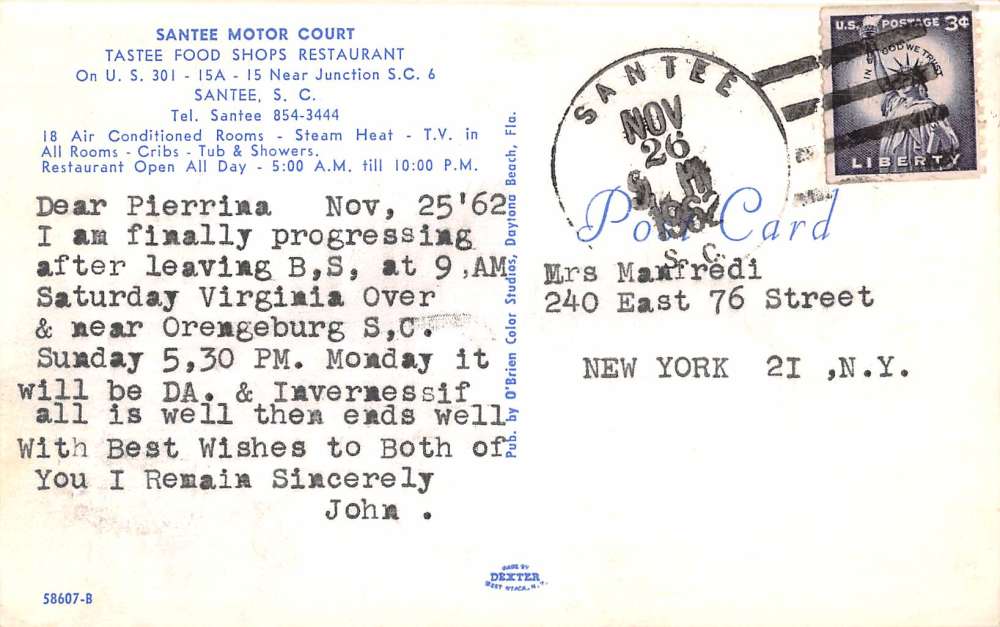 SANTEE MOTOR COURT
TASTEE FOOD SHOPS RESTAURANT
On U. S. 301 - 15A - 15 Near Junction S.C. 6
SANTEE, S. C.
Tel. Santee 854-3444
18 Air Conditioned Rooms - Steam Heat - T.V. in
All Rooms - Cribs - Tub & Showers.
Restaurant Open All Day - 5:00 A.M. till 10:00 P.M.
Dear Pierrina Nov, 25'62
I am finally progressing
after leaving B,S, at 9,AM
Saturday Virginia Over
& near Orengeburg S,C.
Sunday 5,30 PM. Monday it
will be DA. & Invernessif
all is well then ends well
With Best Wishes to Both of
You I Remain Sincerely
John .
Pub. by O'Brien Color Studios, Daytona Beach, Fla.
SANTEE
NOV
26
PM
1962
S. C.
U.S. POSTAGE 3¢
IN GOD WE TRUST
LIBERTY
Post Card
Mrs Manfredi
240 East 76 Street
NEW YORK 2I ,N.Y.
MADE BY
DEXTER
WEST NYACK, N. Y.
58607-B